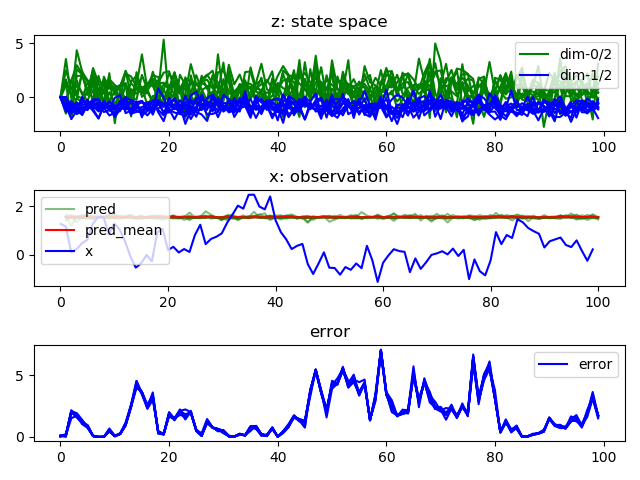 z: state space
5
0
dim-0/2
dim-1/2
0 20 40 60 80 100
x: observation
2
0
pred
pred_mean
x
0 20 40 60 80 100
error
5
0
error
0 20 40 60 80 100